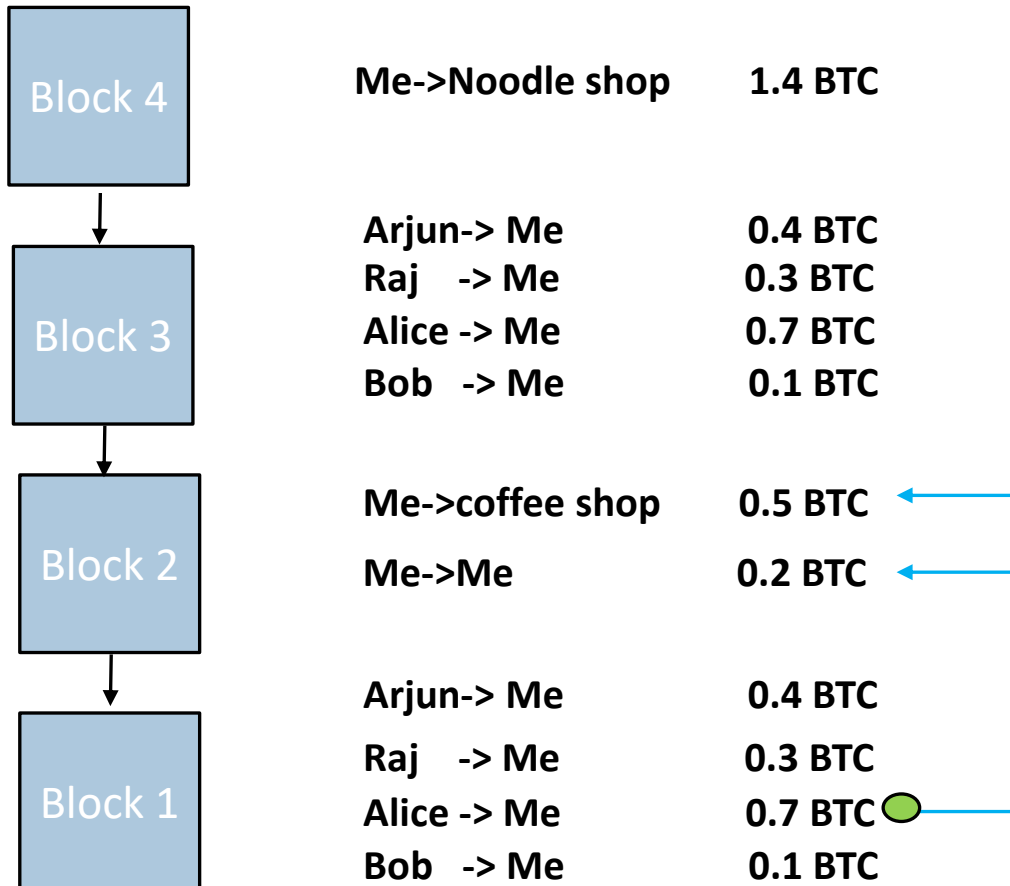 Block 4
Me->Noodle shop 1.4 BTC
Block 3
Arjun-> Me 0.4 BTC
Raj -> Me 0.3 BTC
Alice -> Me 0.7 BTC
Bob -> Me 0.1 BTC
Block 2
Me->coffee shop 0.5 BTC
Me->Me 0.2 BTC
Block 1
Arjun-> Me 0.4 BTC
Raj -> Me 0.3 BTC
Alice -> Me 0.7 BTC
Bob -> Me 0.1 BTC